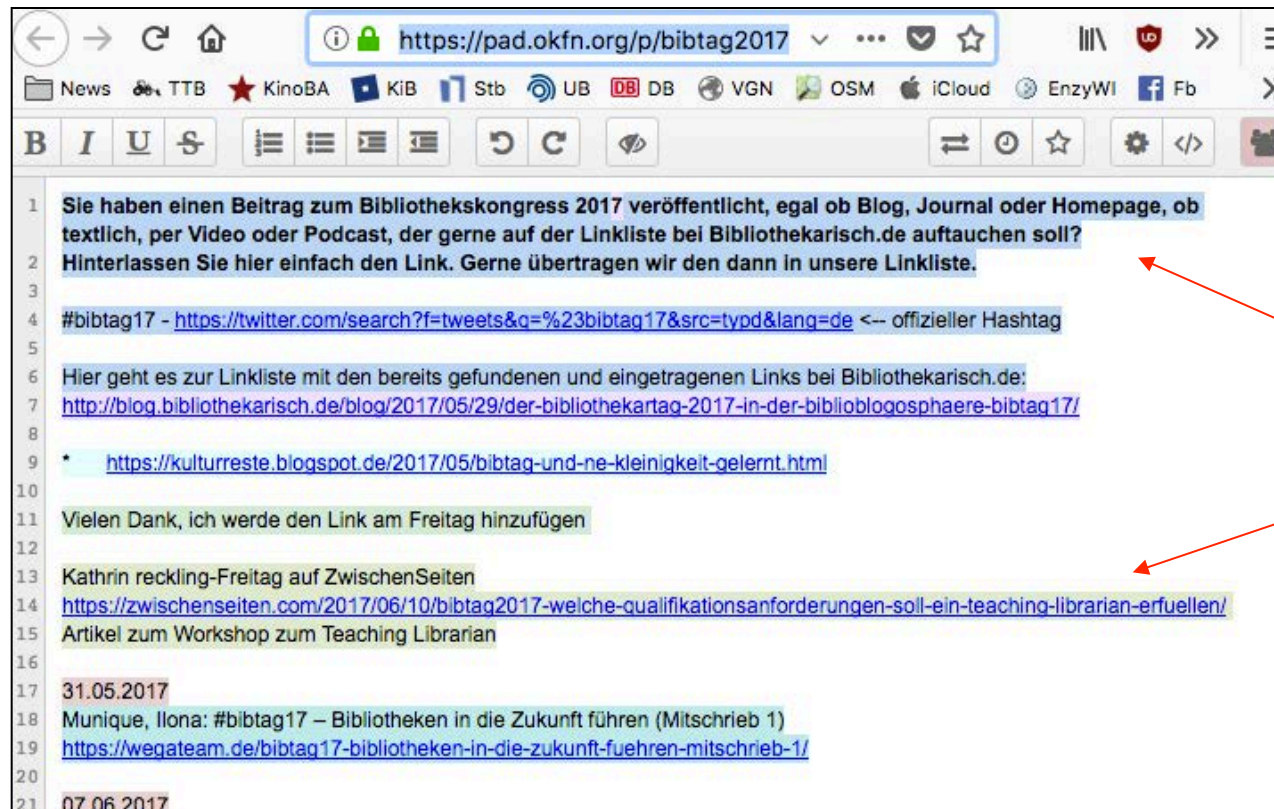 https://pad.okfn.org/p/bibtag2017
News TTB KinoBA KiB Stb UB DB DB VGN OSM iCloud EnzyWI Fb
B I U S
1 Sie haben einen Beitrag zum Bibliothekskongress 2017 veröffentlicht, egal ob Blog, Journal oder Homepage, ob
textlich, per Video oder Podcast, der gerne auf der Linkliste bei Bibliothekarisch.de auftauchen soll?
2 Hinterlassen Sie hier einfach den Link. Gerne übertragen wir den dann in unsere Linkliste.
3
4 #bibtag17 - https://twitter.com/search?f=tweets&q=%23bibtag17&src=typd&lang=de <-- offizieller Hashtag
5
6 Hier geht es zur Linkliste mit den bereits gefundenen und eingetragenen Links bei Bibliothekarisch.de:
7 http://blog.bibliothekarisch.de/blog/2017/05/29/der-bibliothekartag-2017-in-der-biblioblogosphaere-bibtag17/
8
9 * https://kulturreste.blogspot.de/2017/05/bibtag-und-ne-kleinigkeit-gelernt.html
10
11 Vielen Dank, ich werde den Link am Freitag hinzufügen
12
13 Kathrin reckling-Freitag auf ZwischenSeiten
14 https://zwischenseiten.com/2017/06/10/bibtag2017-welche-qualifikationsanforderungen-soll-ein-teaching-librarian-erfuellen/
15 Artikel zum Workshop zum Teaching Librarian
16
17 31.05.2017
18 Munique, Ilona: #bibtag17 – Bibliotheken in die Zukunft führen (Mitschrieb 1)
19 https://wegateam.de/bibtag17-bibliotheken-in-die-zukunft-fuehren-mitschrieb-1/
20
21 07.06.2017